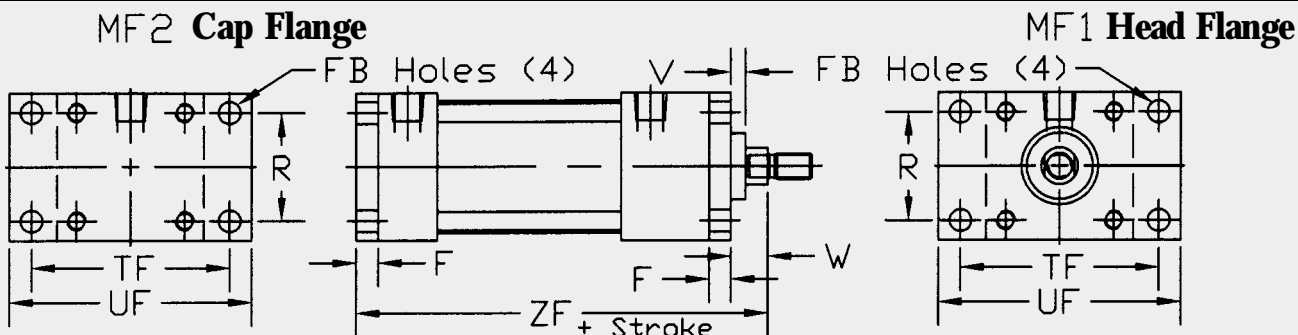 MF2 Cap Flange
MF1 Head Flange
FB Holes (4)
V
FB Holes (4)
R
R
F
F
W
TF
UF
ZF + Stroke
TF
UF